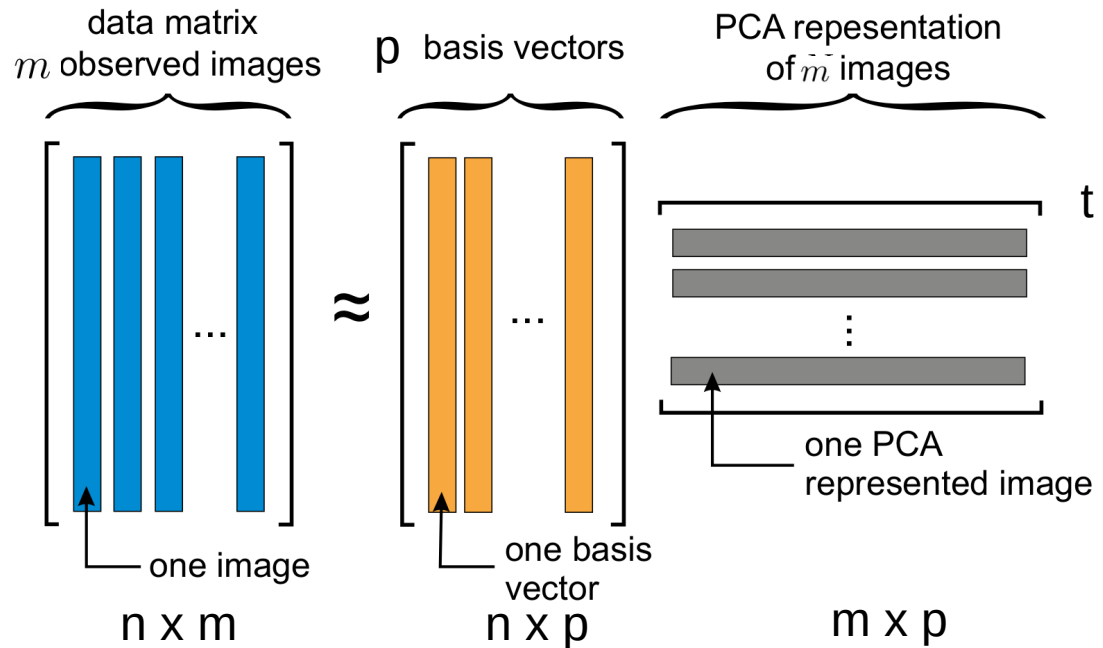 data matrix
m observed images
p basis vectors
PCA repesentation
of m images
t
...
≈
...
⋮
one PCA
represented image
one image
one basis
vector
n x m
n x p
m x p